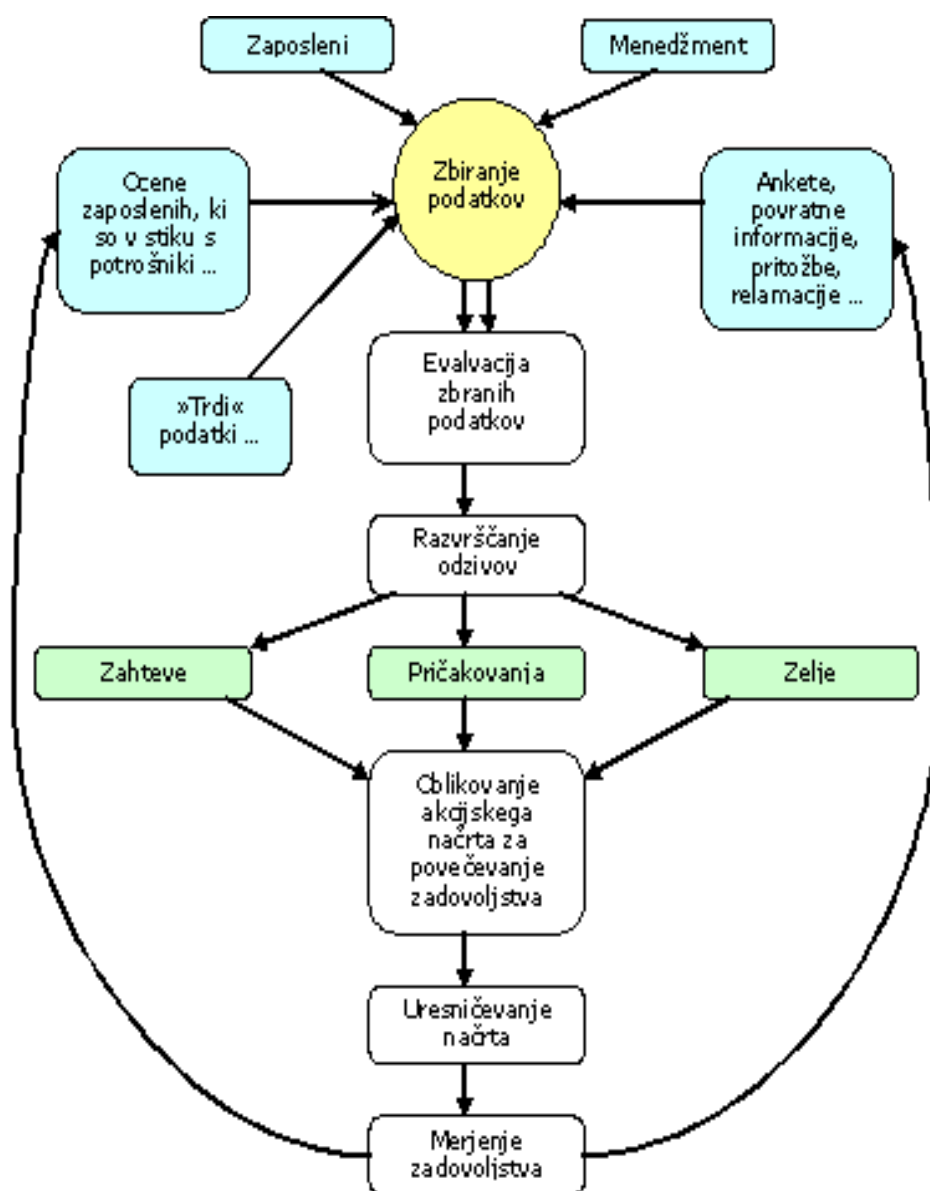 Zaposleni
Menedžment
Zbiranje
podatkov
Ocene
zaposlenih, ki
so v stiku s
potrošniki ...
Ankete,
povratne
informacije,
pritožbe,
relamacije ...
»Trdi«
podatki ...
Evalvacija
zbranih
podatkov
Razvrščanje
odzivov
Zahteve
Pričakovanja
Zelje
Oblikovanje
akcijskega
načrta za
povečevanje
zadovoljstva
Uresničevanje
načrta
Merjenje
zadovoljstva